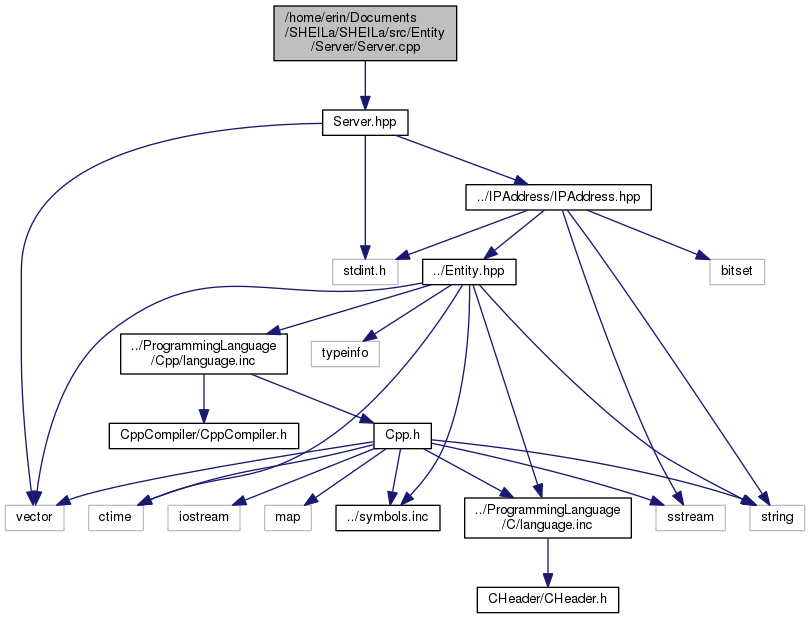 /home/erin/Documents
/SHEILa/SHEILa/src/Entity
/Server/Server.cpp
Server.hpp
../IPAddress/IPAddress.hpp
stdint.h
../Entity.hpp
bitset
../ProgrammingLanguage
/Cpp/language.inc
typeinfo
CppCompiler/CppCompiler.h
Cpp.h
vector
ctime
iostream
map
../symbols.inc
../ProgrammingLanguage
/C/language.inc
sstream
string
CHeader/CHeader.h